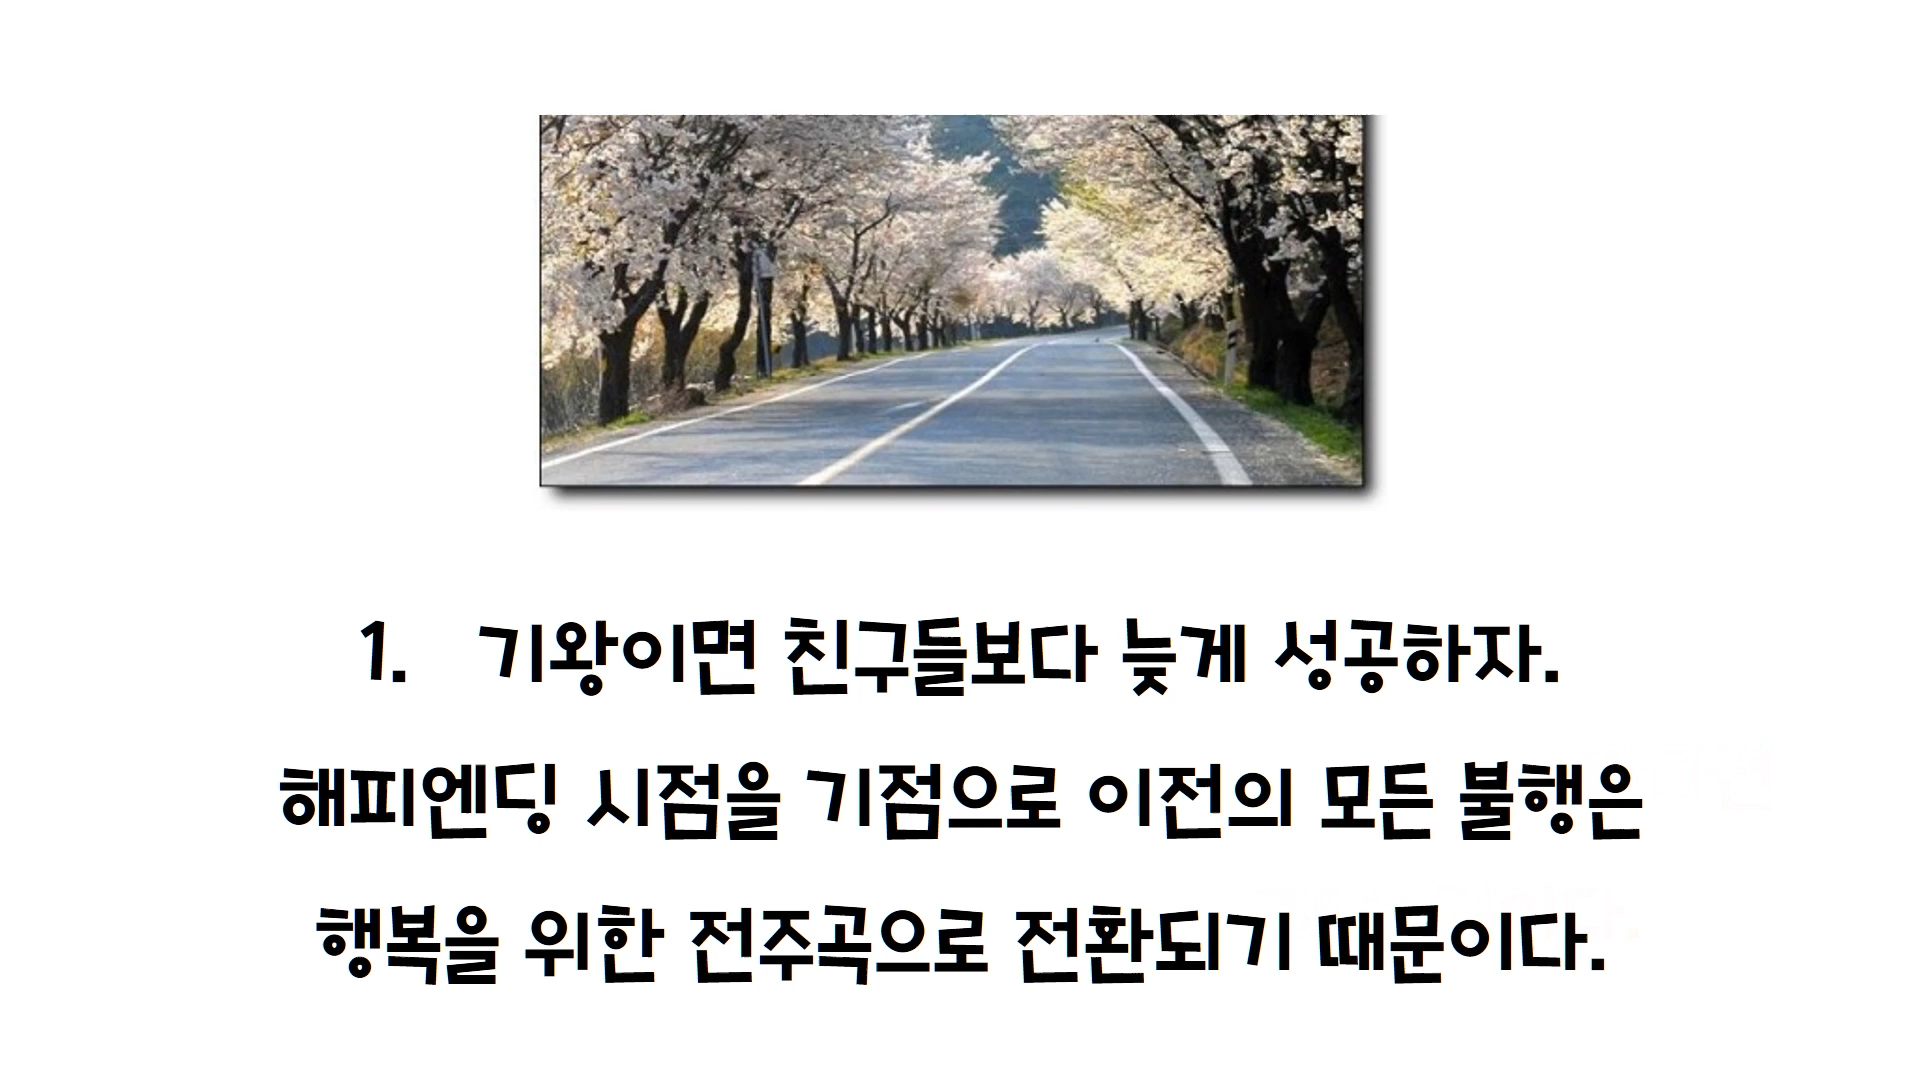 1. 기왕이면 친구들보다 늦게 성공하자.
해피엔딩 시점을 기점으로 이전의 모든 불행은
행복을 위한 전주곡으로 전환되기 때문이다.